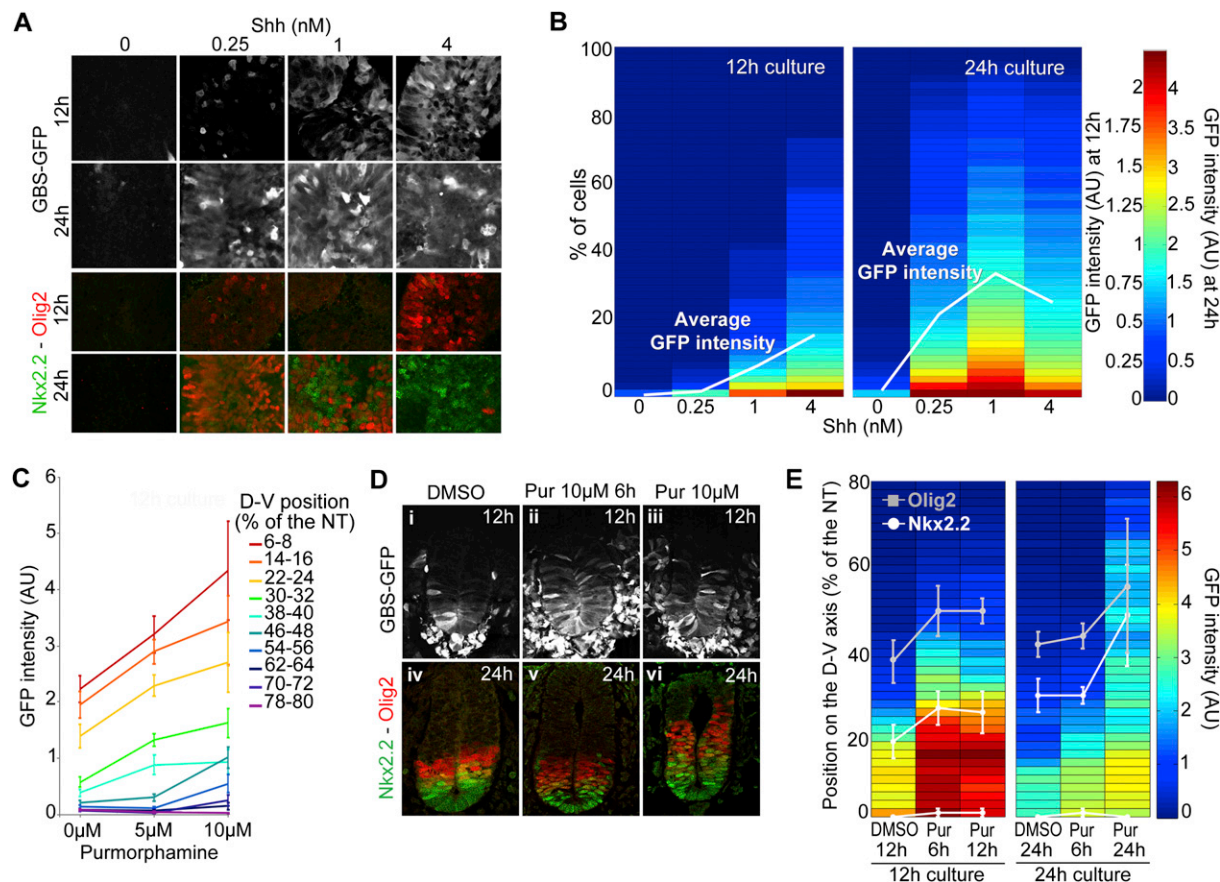 A
Shh (nM)
0 0.25 1 4
GBS-GFP
12h
24h
Nkx2.2 - Olig2
12h
24h
B
100
80
60
40
20
0
% of cells
12h culture
24h culture
Average
GFP intensity
Average
GFP intensity
0 0.25 1 4
0 0.25 1 4
Shh (nM)
GFP intensity (AU) at 12h
2
1.75
1.25
0.75
0.25
0
4
3.5
3
2.5
2
1.5
1
0.5
0
GFP intensity (AU) at 24h
C
6
5
4
3
2
1
0
GFP intensity (AU)
12h culture
D-V position
(% of the NT)
6-8
14-16
22-24
30-32
38-40
46-48
54-56
62-64
70-72
78-80
0µM 5µM 10µM
Purmorphamine
D
DMSO Pur 10µM 6h Pur 10µM
GBS-GFP
i 12h ii 12h iii 12h
Nkx2.2 - Olig2
iv 24h v 24h vi 24h
E
80
60
40
20
0
Position on the D-V axis (% of the NT)
Olig2
Nkx2.2
DMSO Pur Pur
12h 6h 12h
12h culture
DMSO Pur Pur
24h 6h 24h
24h culture
6
5
4
3
2
1
0
GFP intensity (AU)